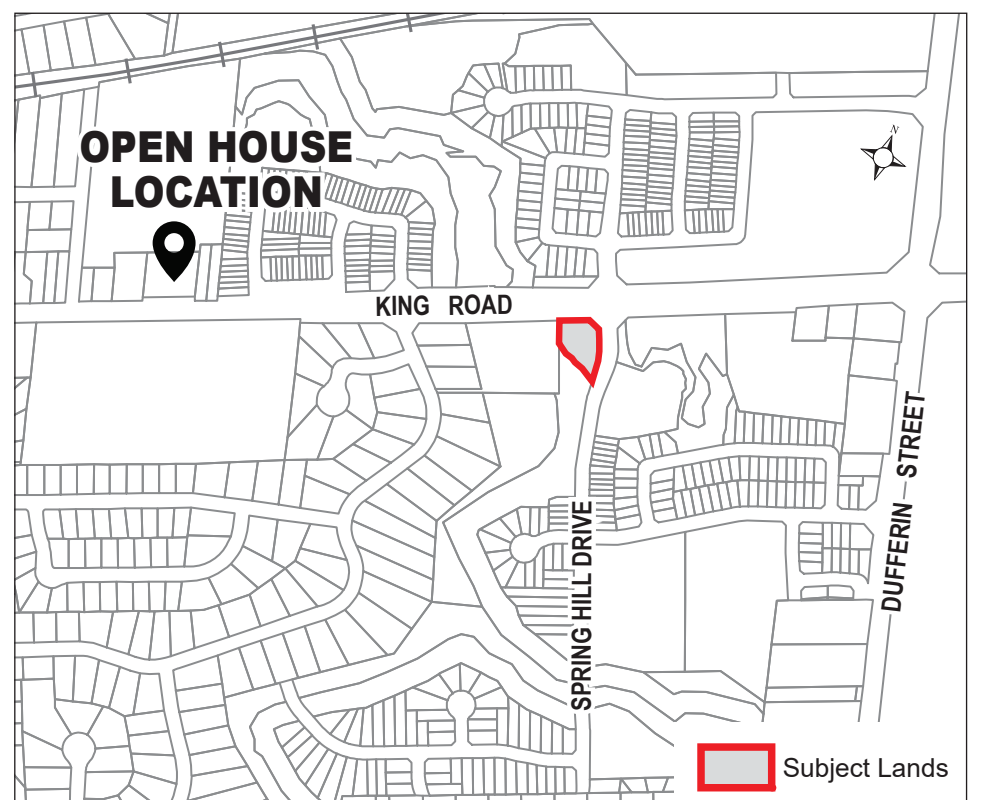 N
OPEN HOUSE
LOCATION
KING ROAD
DUFFERIN STREET
SPRING HILL DRIVE
Subject Lands